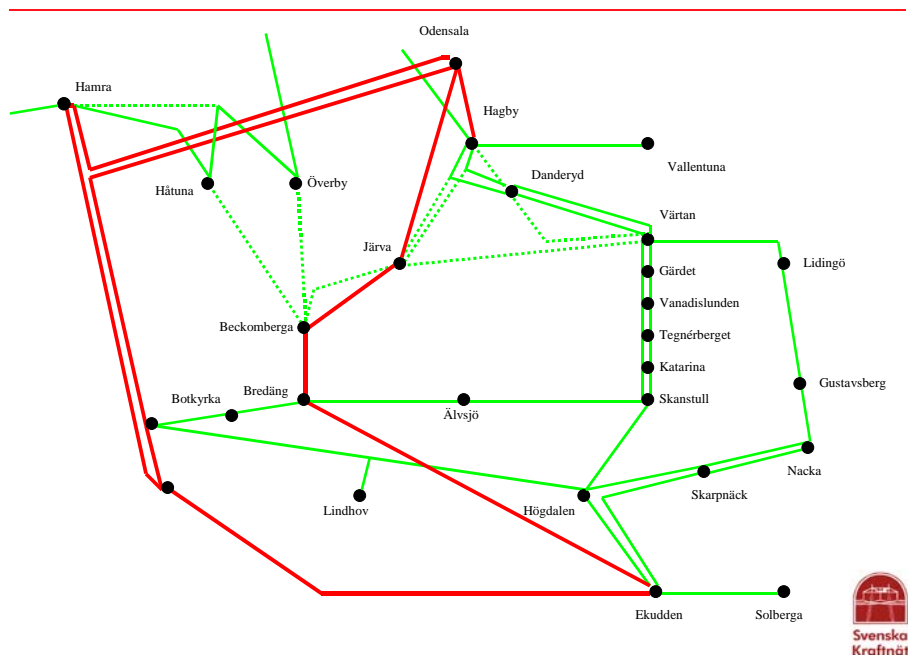 Odensala
Hamra
Hagby
Vallentuna
Danderyd
Håtuna
Överby
Värtan
Järva
Lidingö
Gärdet
Vanadislunden
Beckomberga
Tegnérberget
Katarina
Gustavsberg
Bredäng
Botkyrka
Älvsjö
Skanstull
Nacka
Skarpnäck
Lindhov
Högdalen
Ekudden
Solberga
Svenska
Kraftnät